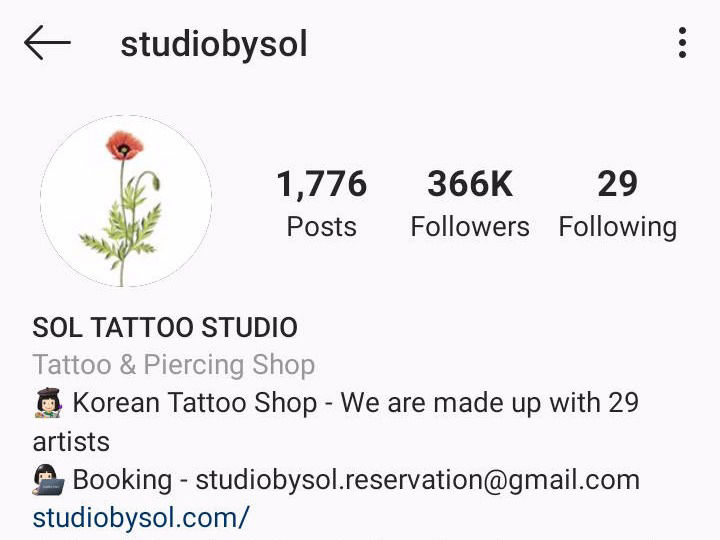 studiobysol
1,776 366K 29
Posts Followers Following
SOL TATTOO STUDIO
Tattoo & Piercing Shop
Korean Tattoo Shop - We are made up with 29
artists
Booking - studiobysol.reservation@gmail.com
studiobysol.com/